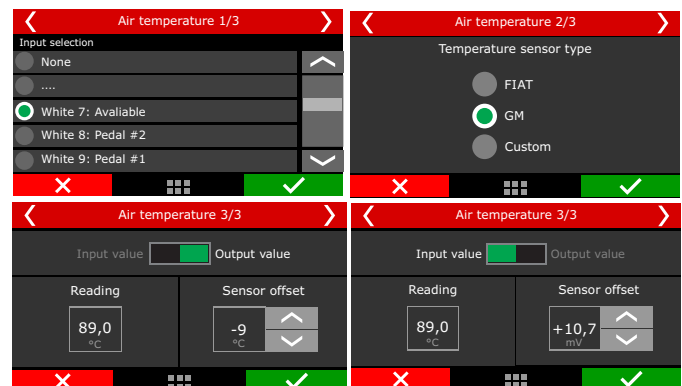 Air temperature 1/3
Input selection
None
....
White 7: Avaliable
White 8: Pedal #2
White 9: Pedal #1
Air temperature 2/3
Temperature sensor type
FIAT
GM
Custom
Air temperature 3/3
Input value Output value
Reading Sensor offset
89,0 -9
°C °C
Air temperature 3/3
Input value Output value
Reading Sensor offset
89,0 +10,7
°C mV